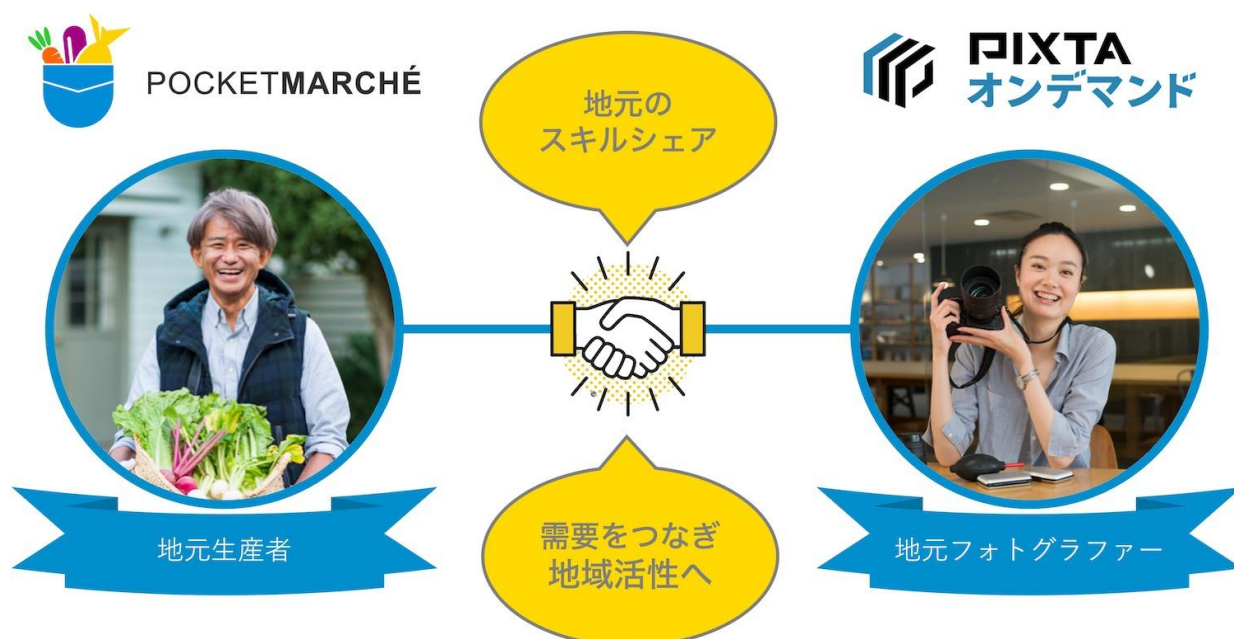 POCKETMARCHÉ
地元の
スキルシェア
PIXTA
オンデマンド
地元生産者
需要をつなぎ
地域活性へ
地元フォトグラファー